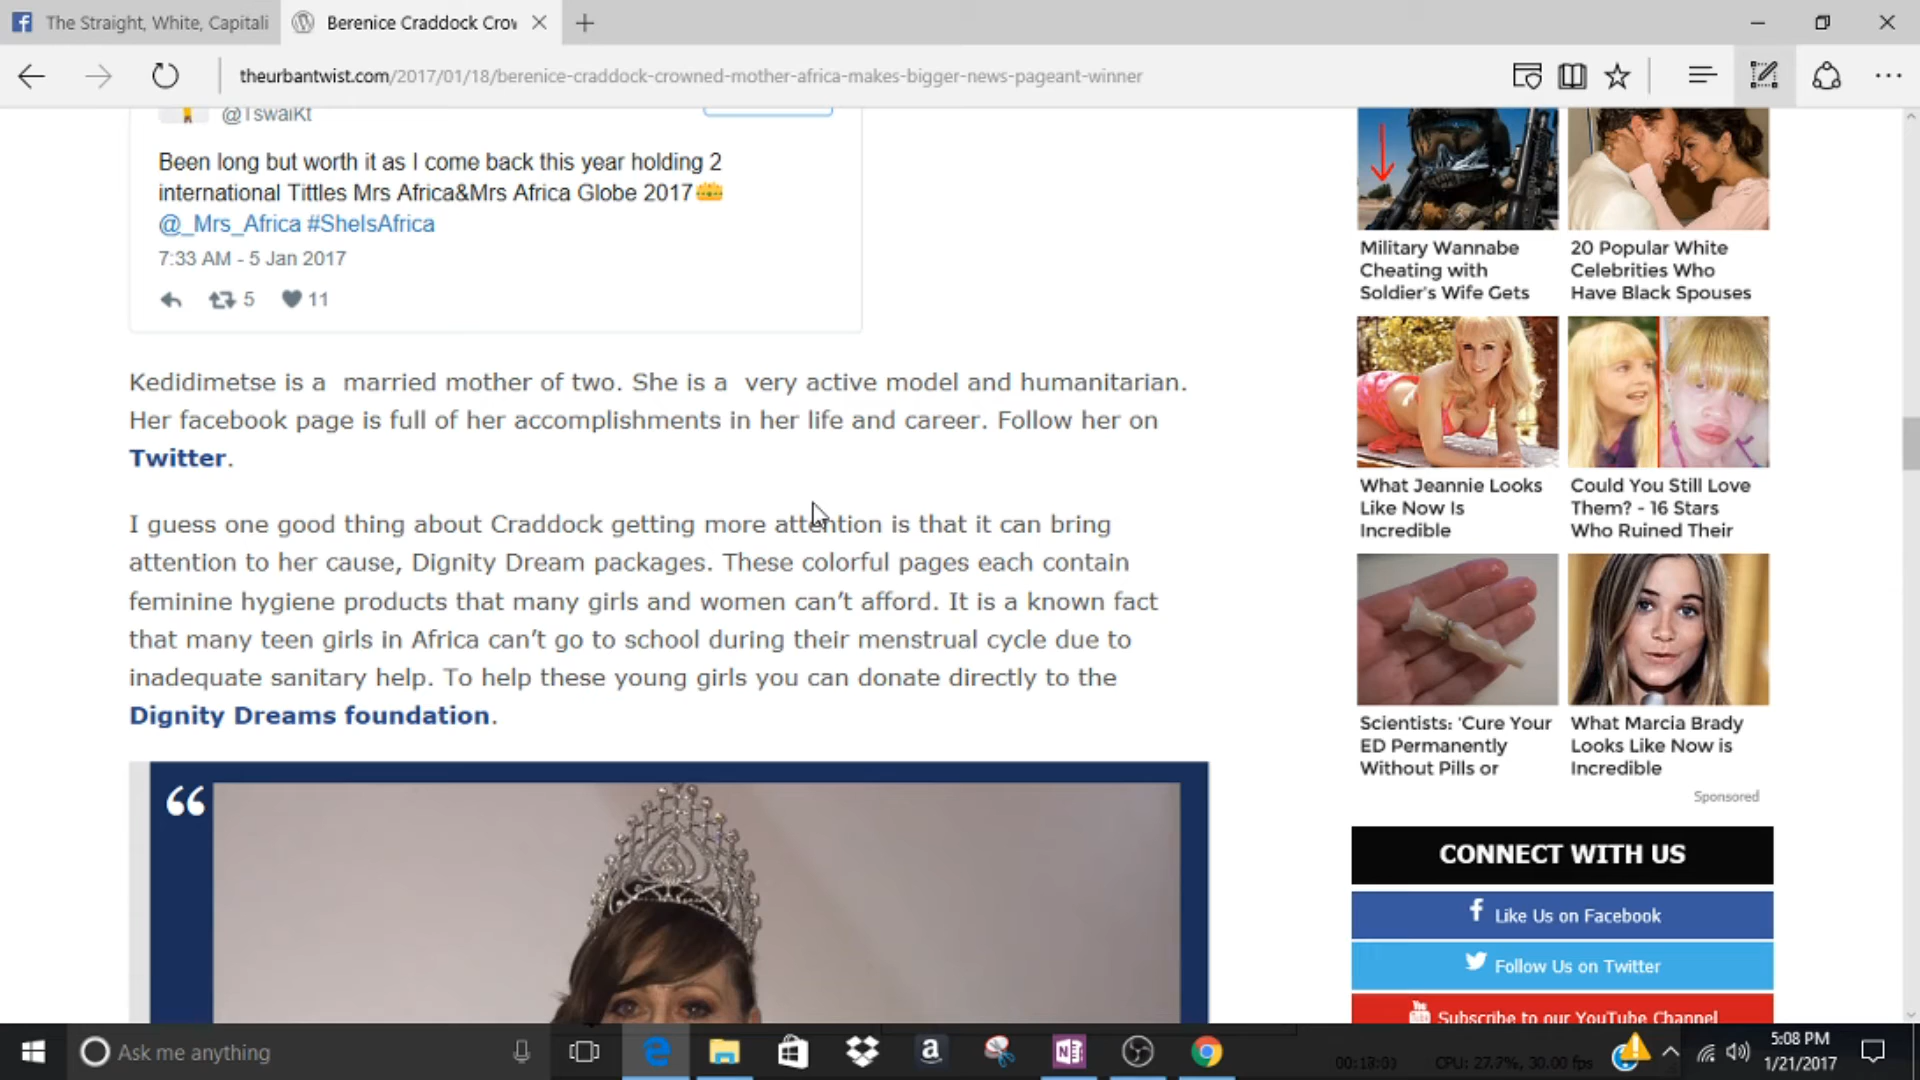 The Straight, White, Capitali
Berenice Craddock Crow
theurbantwist.com/2017/01/18/berenice-craddock-crowned-mother-africa-makes-bigger-news-pageant-winner
@TswaiKt
Been long but worth it as I come back this year holding 2
international Tittles Mrs Africa&Mrs Africa Globe 2017
@_Mrs_Africa #SheIsAfrica
7:33 AM - 5 Jan 2017
5 11
Kedidimetse is a married mother of two. She is a very active model and humanitarian.
Her facebook page is full of her accomplishments in her life and career. Follow her on
Twitter.
I guess one good thing about Craddock getting more attention is that it can bring
attention to her cause, Dignity Dream packages. These colorful pages each contain
feminine hygiene products that many girls and women can't afford. It is a known fact
that many teen girls in Africa can't go to school during their menstrual cycle due to
inadequate sanitary help. To help these young girls you can donate directly to the
Dignity Dreams foundation.
“
Military Wannabe
Cheating with
Soldier's Wife Gets
20 Popular White
Celebrities Who
Have Black Spouses
What Jeannie Looks
Like Now Is
Incredible
Could You Still Love
Them? - 16 Stars
Who Ruined Their
Scientists: 'Cure Your
ED Permanently
Without Pills or
What Marcia Brady
Looks Like Now is
Incredible
Sponsored
CONNECT WITH US
Like Us on Facebook
Follow Us on Twitter
Subscribe to our YouTube Channel
Ask me anything
00:18:03
CPU: 27.7%, 30.00 fps
5:08 PM
1/21/2017